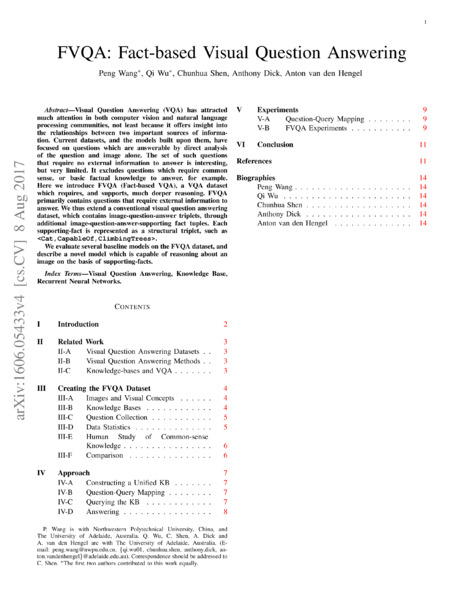 1
FVQA: Fact-based Visual Question Answering
Peng Wang*, Qi Wu*, Chunhua Shen, Anthony Dick, Anton van den Hengel
arXiv:1606.05433v4 [cs.CV] 8 Aug 2017
Abstract—Visual Question Answering (VQA) has attracted
much attention in both computer vision and natural language
processing communities, not least because it offers insight into
the relationships between two important sources of informa-
tion. Current datasets, and the models built upon them, have
focused on questions which are answerable by direct analysis
of the question and image alone. The set of such questions
that require no external information to answer is interesting,
but very limited. It excludes questions which require common
sense, or basic factual knowledge to answer, for example.
Here we introduce FVQA (Fact-based VQA), a VQA dataset
which requires, and supports, much deeper reasoning. FVQA
primarily contains questions that require external information to
answer. We thus extend a conventional visual question answering
dataset, which contains image-question-answer triplets, through
additional image-question-answer-supporting fact tuples. Each
supporting-fact is represented as a structural triplet, such as
<Cat,CapableOf,ClimbingTrees>.
We evaluate several baseline models on the FVQA dataset, and
describe a novel model which is capable of reasoning about an
image on the basis of supporting-facts.
Index Terms—Visual Question Answering, Knowledge Base,
Recurrent Neural Networks.
CONTENTS
I Introduction 2
II Related Work 3
II-A Visual Question Answering Datasets . . 3
II-B Visual Question Answering Methods . . 3
II-C Knowledge-bases and VQA . . . . . . . 3
III Creating the FVQA Dataset 4
III-A Images and Visual Concepts . . . . . . 4
III-B Knowledge Bases . . . . . . . . . . . . 4
III-C Question Collection . . . . . . . . . . . 5
III-D Data Statistics . . . . . . . . . . . . . . 5
III-E Human Study of Common-sense
Knowledge . . . . . . . . . . . . . . . . 6
III-F Comparison . . . . . . . . . . . . . . . 6
IV Approach 7
IV-A Constructing a Unified KB . . . . . . . 7
IV-B Question-Query Mapping . . . . . . . . 7
IV-C Querying the KB . . . . . . . . . . . . 7
IV-D Answering . . . . . . . . . . . . . . . . 8
P. Wang is with Northwestern Polytechnical University, China, and
The University of Adelaide, Australia. Q. Wu, C. Shen, A. Dick and
A. van den Hengel are with The University of Adelaide, Australia. (E-
mail: peng.wang@nwpu.edu.cn, {qi.wu01, chunhua.shen, anthony.dick, an-
ton.vandenhengel}@adelaide.edu.au). Correspondence should be addressed to
C. Shen. *The first two authors contributed to this work equally.
V Experiments 9
V-A Question-Query Mapping . . . . . . . . 9
V-B FVQA Experiments . . . . . . . . . . . 9
VI Conclusion 11
References 11
Biographies 14
Peng Wang . . . . . . . . . . . . . . . . . . . . 14
Qi Wu . . . . . . . . . . . . . . . . . . . . . . 14
Chunhua Shen . . . . . . . . . . . . . . . . . . 14
Anthony Dick . . . . . . . . . . . . . . . . . . 14
Anton van den Hengel . . . . . . . . . . . . . 14